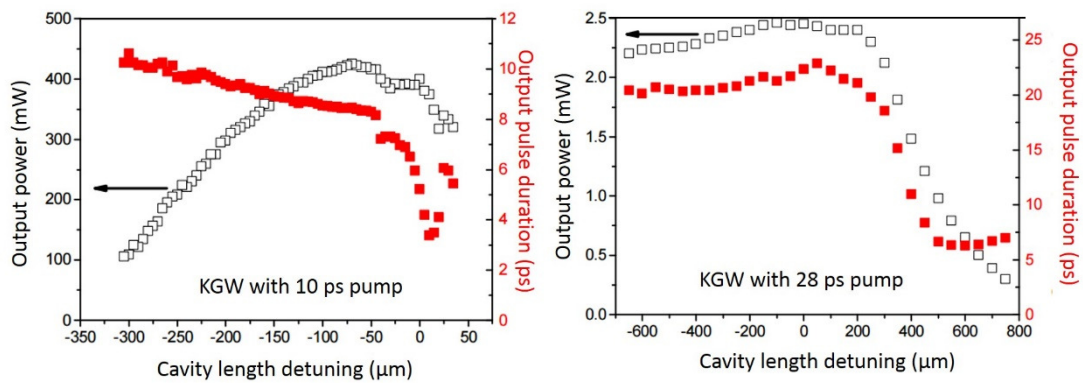 500
400
300
200
100
0
Output power (mW)
-350 -300 -250 -200 -150 -100 -50 0 50
Cavity length detuning (µm)
12
10
8
6
4
2
0
Output pulse duration (ps)
KGW with 10 ps pump
2.5
2.0
1.5
1.0
0.5
0.0
Output power (mW)
-600 -400 -200 0 200 400 600 800
Cavity length detuning (µm)
25
20
15
10
5
0
Output pulse duration (ps)
KGW with 28 ps pump